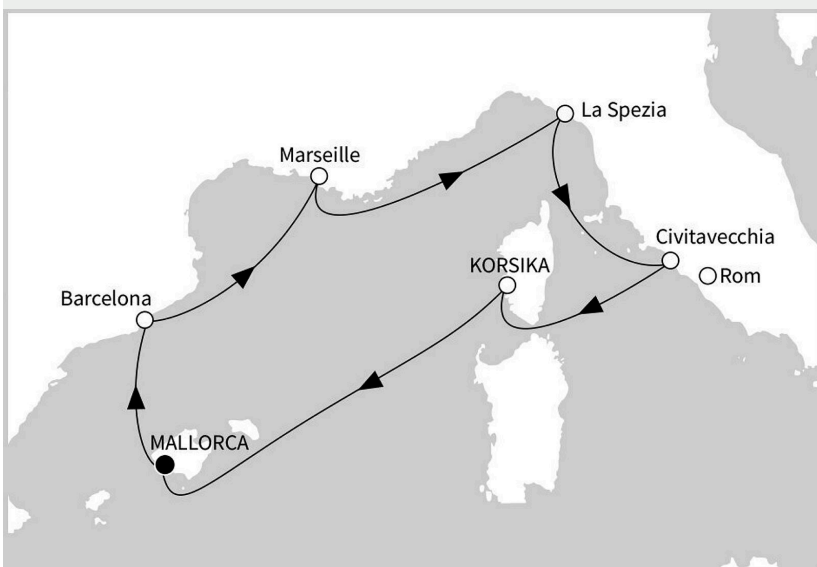 La Spezia
Marseille
Civitavecchia
KORSIKA
Rom
Barcelona
MALLORCA